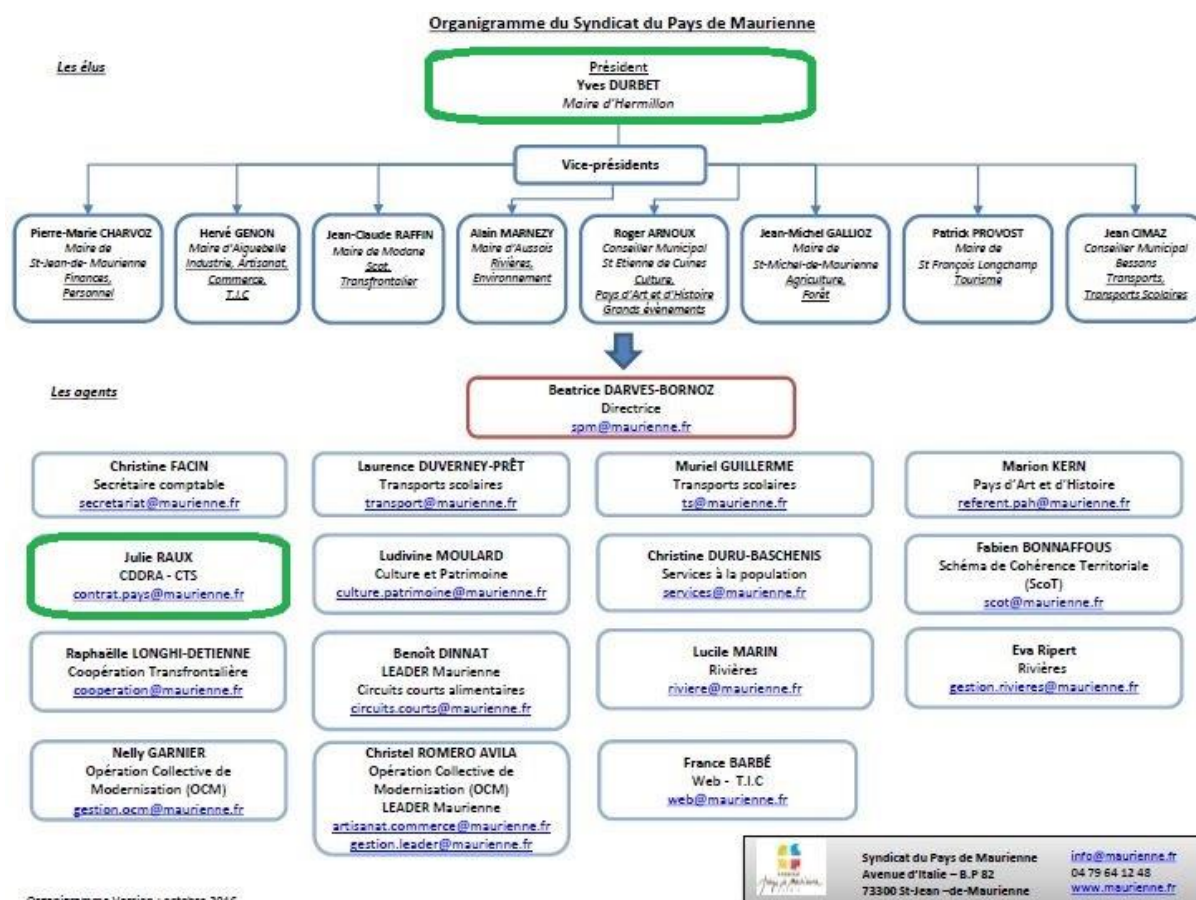 Organigramme du Syndicat du Pays de Maurienne
Les élus
Président
Yves DURBET
Maire d'Hermillon
Vice-présidents
Pierre-Marie CHARVOZ
Maire de
St-Jean-de- Maurienne
Finances,
Personnel
Hervé GENON
Maire d'Aiguebelle
Industrie, Artisanat,
Commerce,
T.I.C
Jean-Claude RAFFIN
Maire de Modane
Scot,
Transfrontalier
Alain MARNEZY
Maire d'Aussois
Rivières,
Environnement
Roger ARNOUX
Conseiller Municipal
St Etienne de Cuines
Culture,
Pays d'Art et d'Histoire
Grands évènements
Jean-Michel GALLIOZ
Maire de
St-Michel-de-Maurienne
Agriculture,
Forêt
Patrick PROVOST
Maire de
St François Longchamp
Tourisme
Jean CIMAZ
Conseiller Municipal
Bessans
Transports,
Transports Scolaires
Les agents
Beatrice DARVES-BORNOZ
Directrice
spm@maurienne.fr
Christine FACIN
Secrétaire comptable
secretariat@maurienne.fr
Laurence DUVERNEY-PRÊT
Transports scolaires
transport@maurienne.fr
Muriel GUILLERME
Transports scolaires
ts@maurienne.fr
Marion KERN
Pays d'Art et d'Histoire
referent.pah@maurienne.fr
Julie RAUX
CDDRA - CTS
contrat.pays@maurienne.fr
Ludivine MOULARD
Culture et Patrimoine
culture.patrimoine@maurienne.fr
Christine DURU-BASCHENIS
Services à la population
services@maurienne.fr
Fabien BONNAFFOUS
Schéma de Cohérence Territoriale
(ScoT)
scot@maurienne.fr
Raphaëlle LONGHI-DETIENNE
Coopération Transfrontalière
cooperation@maurienne.fr
Benoît DINNAT
LEADER Maurienne
Circuits courts alimentaires
circuits.courts@maurienne.fr
Lucile MARIN
Rivières
riviere@maurienne.fr
Eva Ripert
Rivières
gestion.rivieres@maurienne.fr
Nelly GARNIER
Opération Collective de
Modernisation (OCM)
gestion.ocm@maurienne.fr
Christel ROMERO AVILA
Opération Collective de
Modernisation (OCM)
LEADER Maurienne
artisanat.commerce@maurienne.fr
gestion.leader@maurienne.fr
France BARBÉ
Web - T.I.C
web@maurienne.fr
Pays de Maurienne
Syndicat du Pays de Maurienne
Avenue d'Italie – B.P 82
73300 St-Jean –de-Maurienne
info@maurienne.fr
04 79 64 12 48
www.maurienne.fr
Organigramme Version : octobre 2016